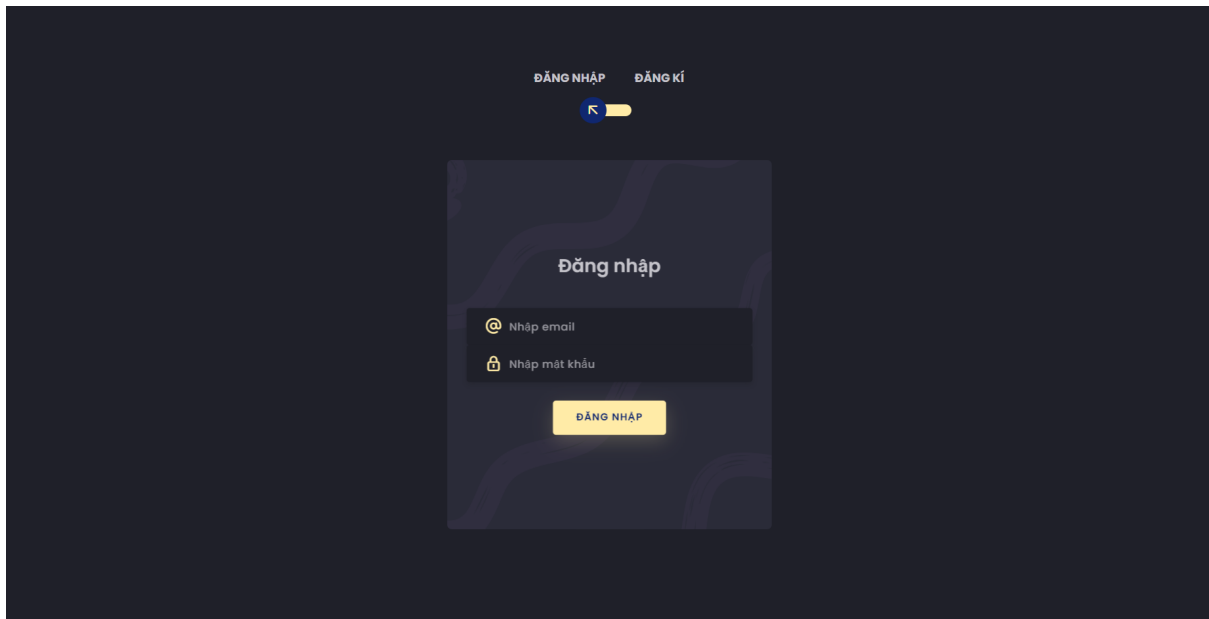 ĐĂNG NHẬP ĐĂNG KÍ
Đăng nhập
Nhập email
Nhập mật khẩu
ĐĂNG NHẬP